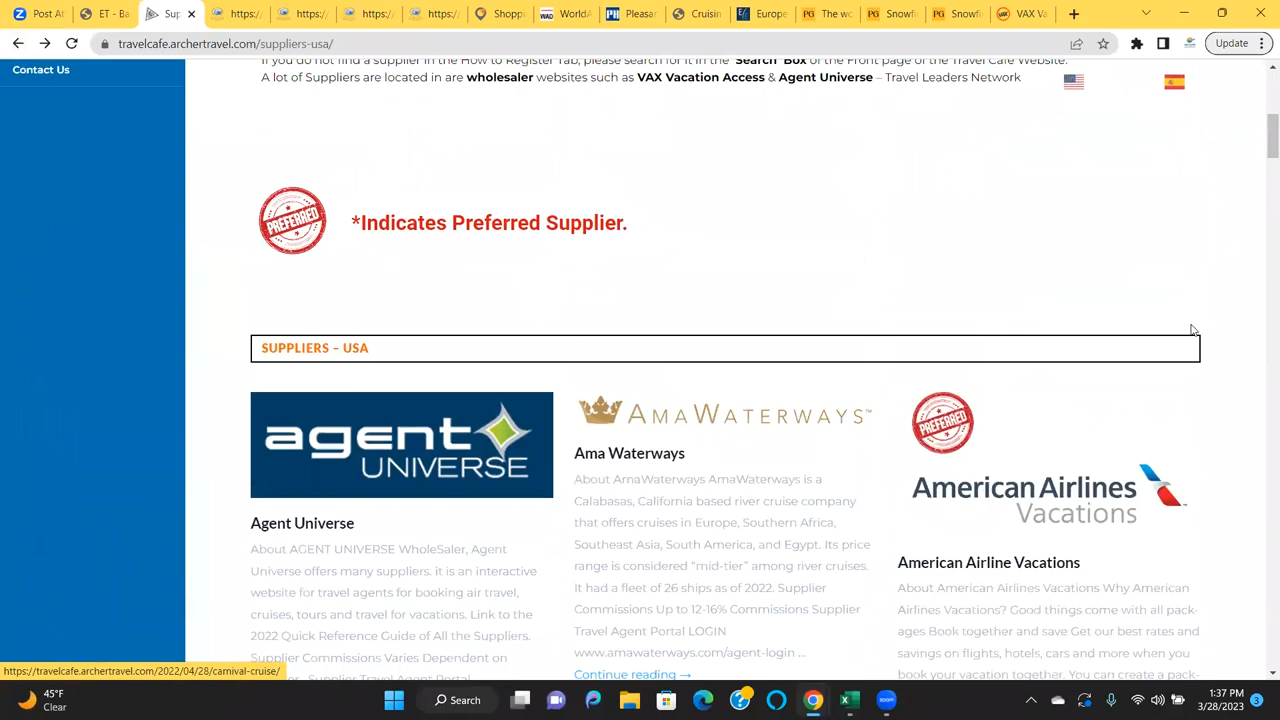 Post At
ET - Ba
Sup
https:/
https:/
https:/
https:/
Shoppi
WorldA
Pleasar
Cruisin
Europe
The wo
Snowfl
Snowfl
VAX Va
travelcafe.archertravel.com/suppliers-usa/
Update
Contact Us
If you do not find a supplier in the How to Register Tab, please search for it in the "Search" Box of the Front page of the Travel Cafe Website.
A lot of Suppliers are located in are wholesaler websites such as VAX Vacation Access & Agent Universe – Travel Leaders Network
PREFERRED
*Indicates Preferred Supplier.
SUPPLIERS – USA
agent
UNIVERSE
Agent Universe
About AGENT UNIVERSE WholeSaler, Agent
Universe offers many suppliers. it is an interactive
website for travel agents for booking air travel,
cruises, tours and travel for vacations. Link to the
2022 Quick Reference Guide of All the Suppliers.
Supplier Commissions Varies Dependent on
AMAWATERWAYS™
Ama Waterways
About AmaWaterways AmaWaterways is a
Calabasas, California based river cruise company
that offers cruises in Europe, Southern Africa,
Southeast Asia, South America, and Egypt. Its price
range is considered "mid-tier" among river cruises.
It had a fleet of 26 ships as of 2022. Supplier
Commissions Up to 12-16% Commissions Supplier
Travel Agent Portal LOGIN
www.amawaterways.com/agent-login ...
Continue reading →
PREFERRED
American Airlines
Vacations
American Airline Vacations
About American Airlines Vacations Why American
Airlines Vacations? Good things come with all pack-
ages Book together and save Get our best rates and
savings on flights, hotels, cars and more when you
book your vacation together. You can create a pack-
https://travelcafe.archertravel.com/2022/04/28/carnival-cruise/
45°F
Clear
Search
1:37 PM
3/28/2023
3